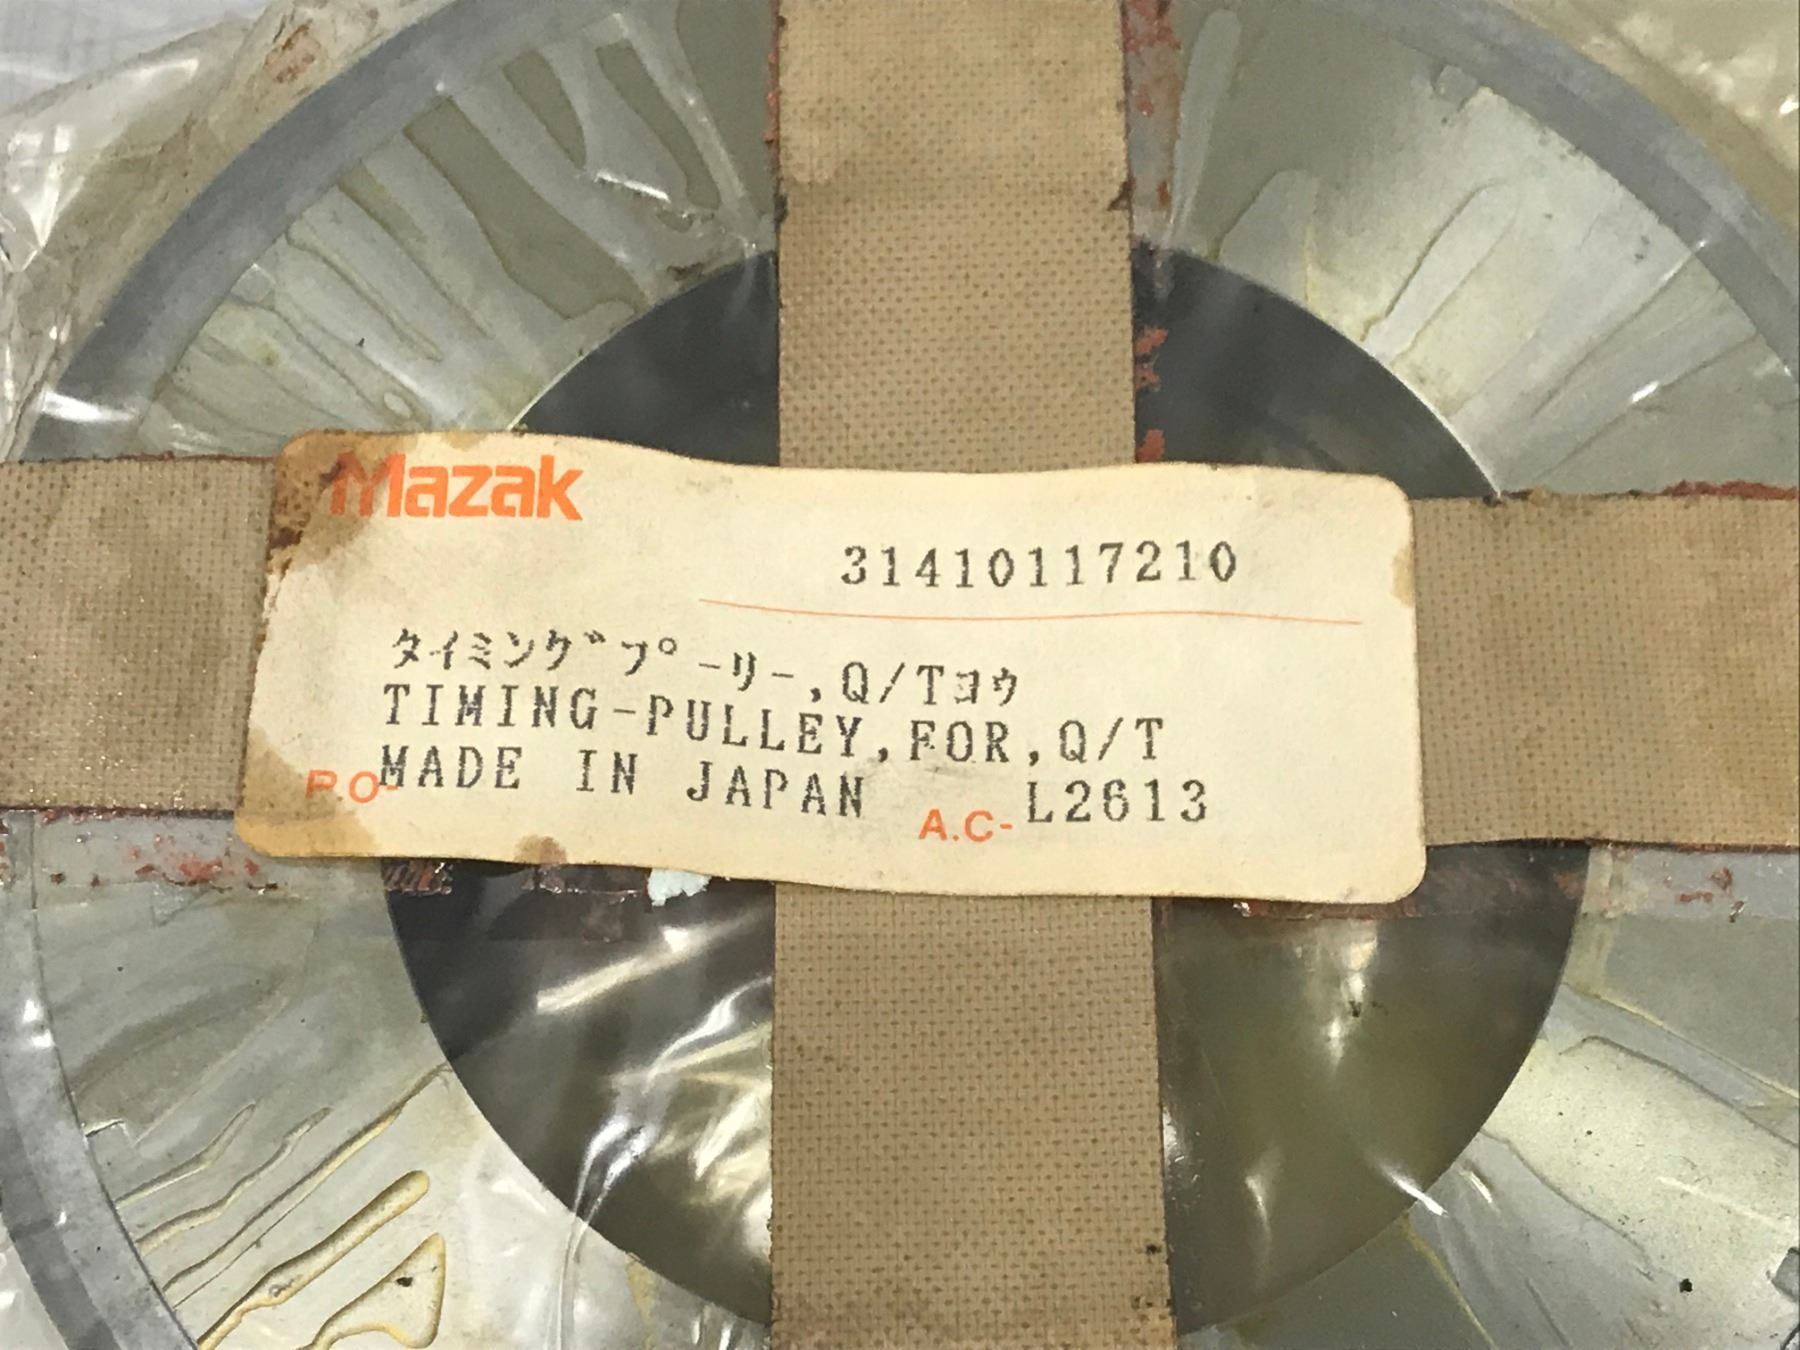 Mazak
31410117210
タイミングプーリー,Q/Tヨウ
TIMING-PULLEY,FOR,Q/T
MADE IN JAPAN
P.O-
A.C- L2613